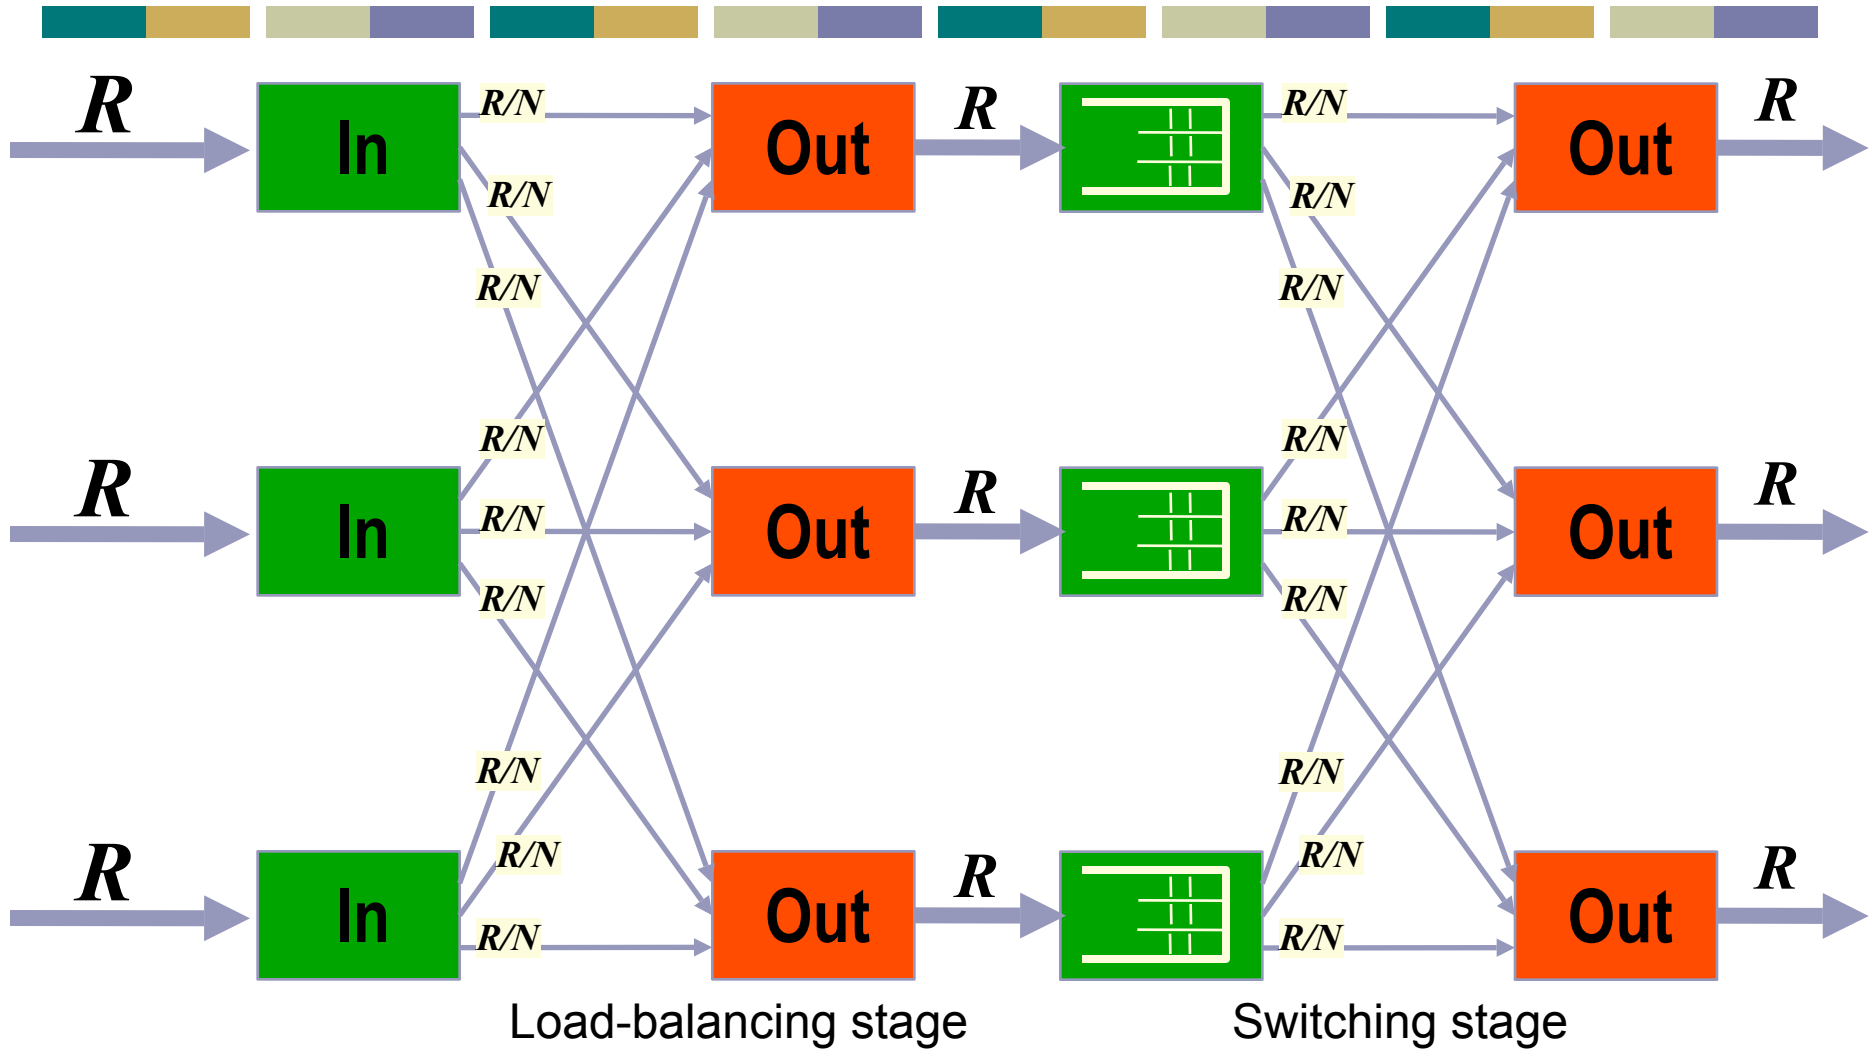 R R/N R R/N R
In Out Out
R/N R/N
R/N R/N
R/N R/N
R R R
In R/N Out R/N Out
R/N R/N
R/N R/N
R R/N R R/N R
In Out Out
R/N R/N
Load-balancing stage Switching stage